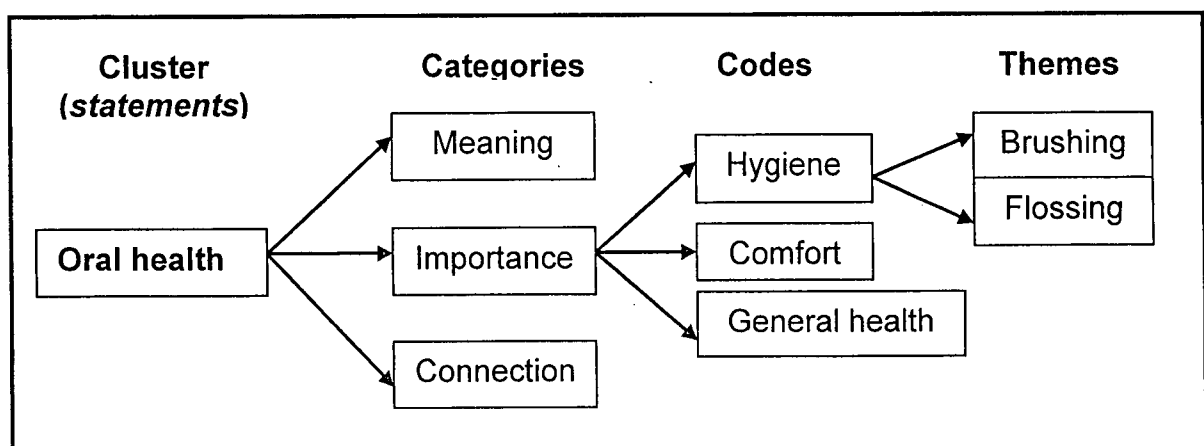 Cluster
(statements)
Categories
Codes
Themes
Oral health
Meaning
Importance
Connection
Hygiene
Comfort
General health
Brushing
Flossing